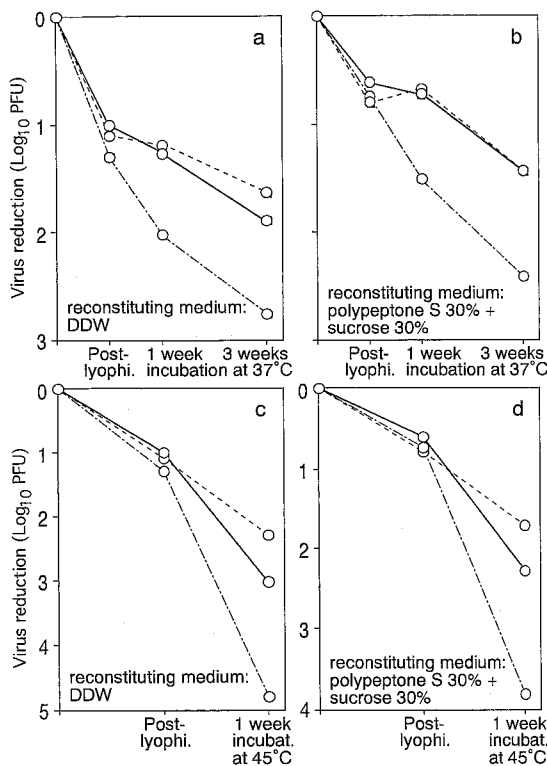 a
b
0
1
2
3
Virus reduction (Log10 PFU)
reconstituting medium:
DDW
reconstituting medium:
polypeptone S 30% +
sucrose 30%
Post-
lyophi.
1 week
3 weeks
incubation at 37°C
Post-
lyophi.
1 week
3 weeks
incubation at 37°C
c
d
0
1
2
3
4
5
Virus reduction (Log10 PFU)
0
1
2
3
4
reconstituting medium:
DDW
reconstituting medium:
polypeptone S 30% +
sucrose 30%
Post-
lyophi.
1 week
incubat.
at 45°C
Post-
lyophi.
1 week
incubat.
at 45°C